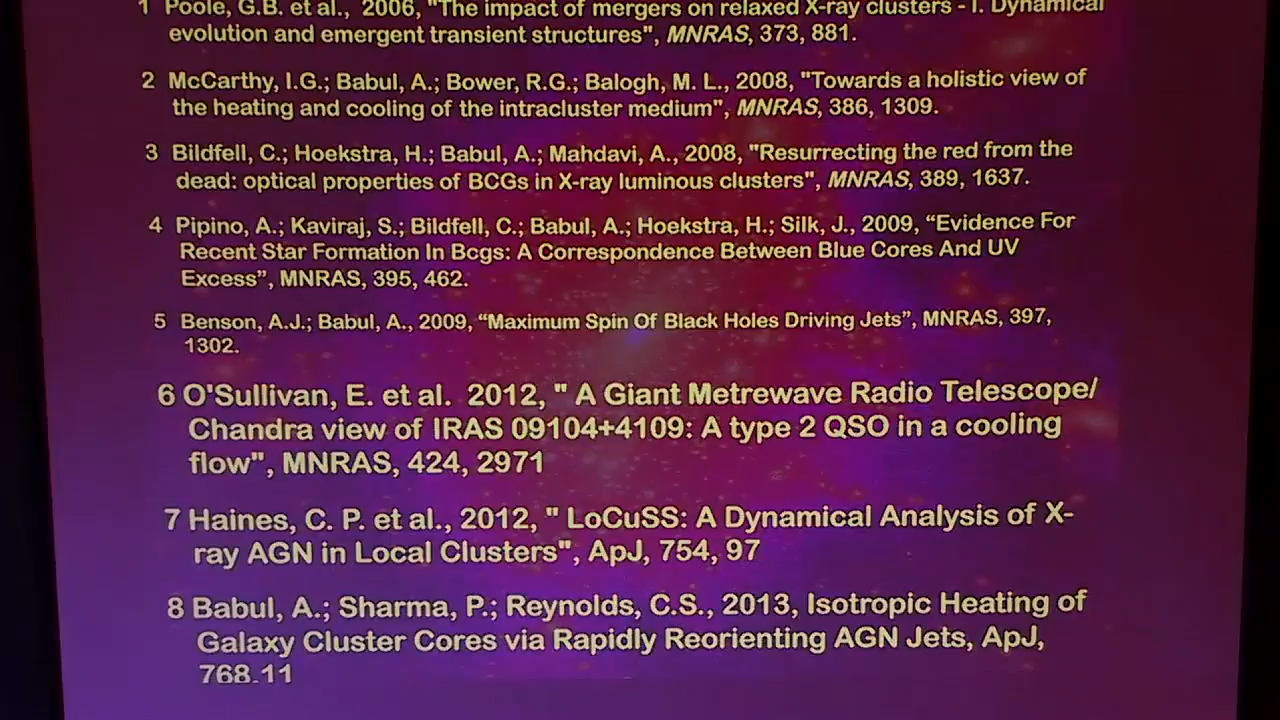 1 Poole, G.B. et al., 2006, "The impact of mergers on relaxed X-ray clusters - I. Dynamical
evolution and emergent transient structures", MNRAS, 373, 881.
2 McCarthy, I.G.; Babul, A.; Bower, R.G.; Balogh, M. L., 2008, "Towards a holistic view of
the heating and cooling of the intracluster medium", MNRAS, 386, 1309.
3 Bildfell, C.; Hoekstra, H.; Babul, A.; Mahdavi, A., 2008, "Resurrecting the red from the
dead: optical properties of BCGs in X-ray luminous clusters", MNRAS, 389, 1637.
4 Pipino, A.; Kaviraj, S.; Bildfell, C.; Babul, A.; Hoekstra, H.; Silk, J., 2009, “Evidence For
Recent Star Formation In Bcgs: A Correspondence Between Blue Cores And UV
Excess”, MNRAS, 395, 462.
5 Benson, A.J.; Babul, A., 2009, “Maximum Spin Of Black Holes Driving Jets”, MNRAS, 397,
1302.
6 O'Sullivan, E. et al. 2012, " A Giant Metrewave Radio Telescope/
Chandra view of IRAS 09104+4109: A type 2 QSO in a cooling
flow", MNRAS, 424, 2971
7 Haines, C. P. et al., 2012, " LoCuSS: A Dynamical Analysis of X-
ray AGN in Local Clusters", ApJ, 754, 97
8 Babul, A.; Sharma, P.; Reynolds, C.S., 2013, Isotropic Heating of
Galaxy Cluster Cores via Rapidly Reorienting AGN Jets, ApJ,
768.11